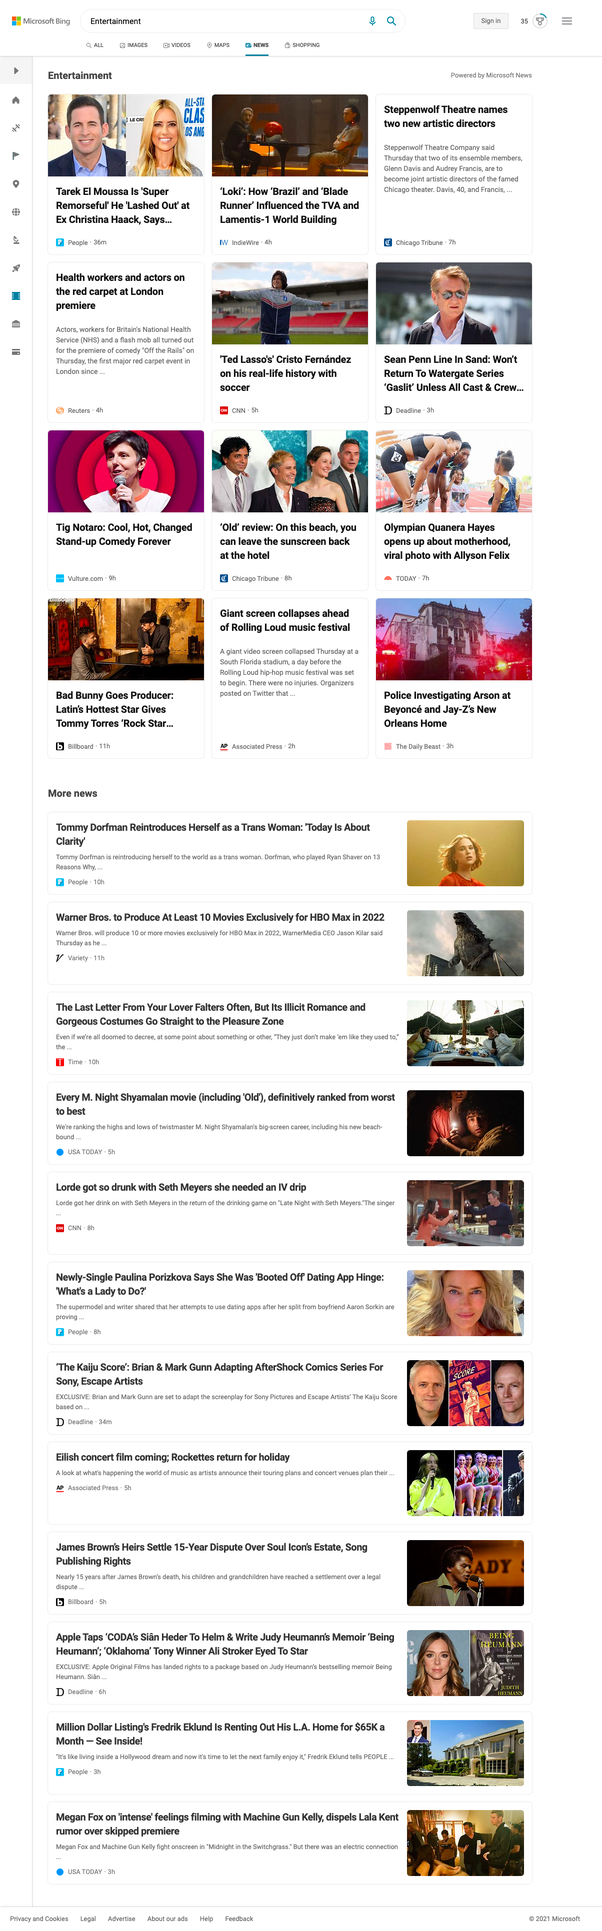 Microsoft Bing
Entertainment
Sign in
35
ALL
IMAGES
VIDEOS
MAPS
NEWS
SHOPPING
Entertainment
Powered by Microsoft News
Tarek El Moussa Is 'Super
Remorseful' He 'Lashed Out' at
Ex Christina Haack, Says...
People · 36m
'Loki': How 'Brazil' and 'Blade
Runner' Influenced the TVA and
Lamentis-1 World Building
IndieWire · 4h
Steppenwolf Theatre names
two new artistic directors
Steppenwolf Theatre Company said
Thursday that two of its ensemble members,
Glenn Davis and Audrey Francis, are to
become joint artistic directors of the famed
Chicago theater. Davis, 40, and Francis, ...
Chicago Tribune · 7h
Health workers and actors on
the red carpet at London
premiere
Actors, workers for Britain's National Health
Service (NHS) and a flash mob all turned out
for the premiere of comedy "Off the Rails" on
Thursday, the first major red carpet event in
London since ...
Reuters · 4h
'Ted Lasso's' Cristo Fernández
on his real-life history with
soccer
CNN · 5h
Sean Penn Line In Sand: Won't
Return To Watergate Series
'Gaslit' Unless All Cast & Crew...
Deadline · 3h
Tig Notaro: Cool, Hot, Changed
Stand-up Comedy Forever
Vulture.com · 9h
'Old' review: On this beach, you
can leave the sunscreen back
at the hotel
Chicago Tribune · 8h
Olympian Quanera Hayes
opens up about motherhood,
viral photo with Allyson Felix
TODAY · 7h
Bad Bunny Goes Producer:
Latin's Hottest Star Gives
Tommy Torres 'Rock Star...
Billboard · 11h
Giant screen collapses ahead
of Rolling Loud music festival
A giant video screen collapsed Thursday at a
South Florida stadium, a day before the
Rolling Loud hip-hop music festival was set
to begin. There were no injuries. Organizers
posted on Twitter that ...
Associated Press · 2h
Police Investigating Arson at
Beyoncé and Jay-Z's New
Orleans Home
The Daily Beast · 3h
More news
Tommy Dorfman Reintroduces Herself as a Trans Woman: 'Today Is About
Clarity'
Tommy Dorfman is reintroducing herself to the world as a trans woman. Dorfman, who played Ryan Shaver on 13
Reasons Why, ...
People · 10h
Warner Bros. to Produce At Least 10 Movies Exclusively for HBO Max in 2022
Warner Bros. will produce 10 or more movies exclusively for HBO Max in 2022, WarnerMedia CEO Jason Kilar said
Thursday as he ...
Variety · 11h
The Last Letter From Your Lover Falters Often, But Its Illicit Romance and
Gorgeous Costumes Go Straight to the Pleasure Zone
Even if we're all doomed to decree, at some point about something or other, "They just don't make 'em like they used to,"
the ...
Time · 10h
Every M. Night Shyamalan movie (including 'Old'), definitively ranked from worst
to best
We're ranking the highs and lows of twistmaster M. Night Shyamalan's big-screen career, including his new beach-
bound ...
USA TODAY · 5h
Lorde got so drunk with Seth Meyers she needed an IV drip
Lorde got her drink on with Seth Meyers in the return of the drinking game on "Late Night with Seth Meyers."The singer
...
CNN · 8h
Newly-Single Paulina Porizkova Says She Was 'Booted Off' Dating App Hinge:
'What's a Lady to Do?'
The supermodel and writer shared that her attempts to use dating apps after her split from boyfriend Aaron Sorkin are
proving ...
People · 8h
'The Kaiju Score': Brian & Mark Gunn Adapting AfterShock Comics Series For
Sony, Escape Artists
EXCLUSIVE: Brian and Mark Gunn are set to adapt the screenplay for Sony Pictures and Escape Artists' The Kaiju Score
based on ...
Deadline · 34m
Eilish concert film coming; Rockettes return for holiday
A look at what's happening the world of music as artists announce their touring plans and concert venues plan their ...
Associated Press · 5h
James Brown's Heirs Settle 15-Year Dispute Over Soul Icon's Estate, Song
Publishing Rights
Nearly 15 years after James Brown's death, his children and grandchildren have reached a settlement over a legal
dispute ...
Billboard · 5h
Apple Taps 'CODA's Siân Heder To Helm & Write Judy Heumann's Memoir 'Being
Heumann'; 'Oklahoma' Tony Winner Ali Stroker Eyed To Star
EXCLUSIVE: Apple Original Films has landed rights to a package based on Judy Heumann's bestselling memoir Being
Heumann. Siân ...
Deadline · 6h
BEING
HEUMANN
JUDITH
HEUMANN
Million Dollar Listing's Fredrik Eklund Is Renting Out His L.A. Home for $65K a
Month — See Inside!
"It's like living inside a Hollywood dream and now it's time to let the next family enjoy it," Fredrik Eklund tells PEOPLE ...
People · 3h
Megan Fox on 'intense' feelings filming with Machine Gun Kelly, dispels Lala Kent
rumor over skipped premiere
Megan Fox and Machine Gun Kelly fight onscreen in "Midnight in the Switchgrass." But there was an electric connection
...
USA TODAY · 3h
Privacy and Cookies
Legal
Advertise
About our ads
Help
Feedback
© 2021 Microsoft